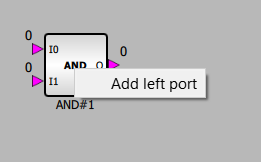 0
0
I0
0
AND
O
I1
Add left port
AND#1